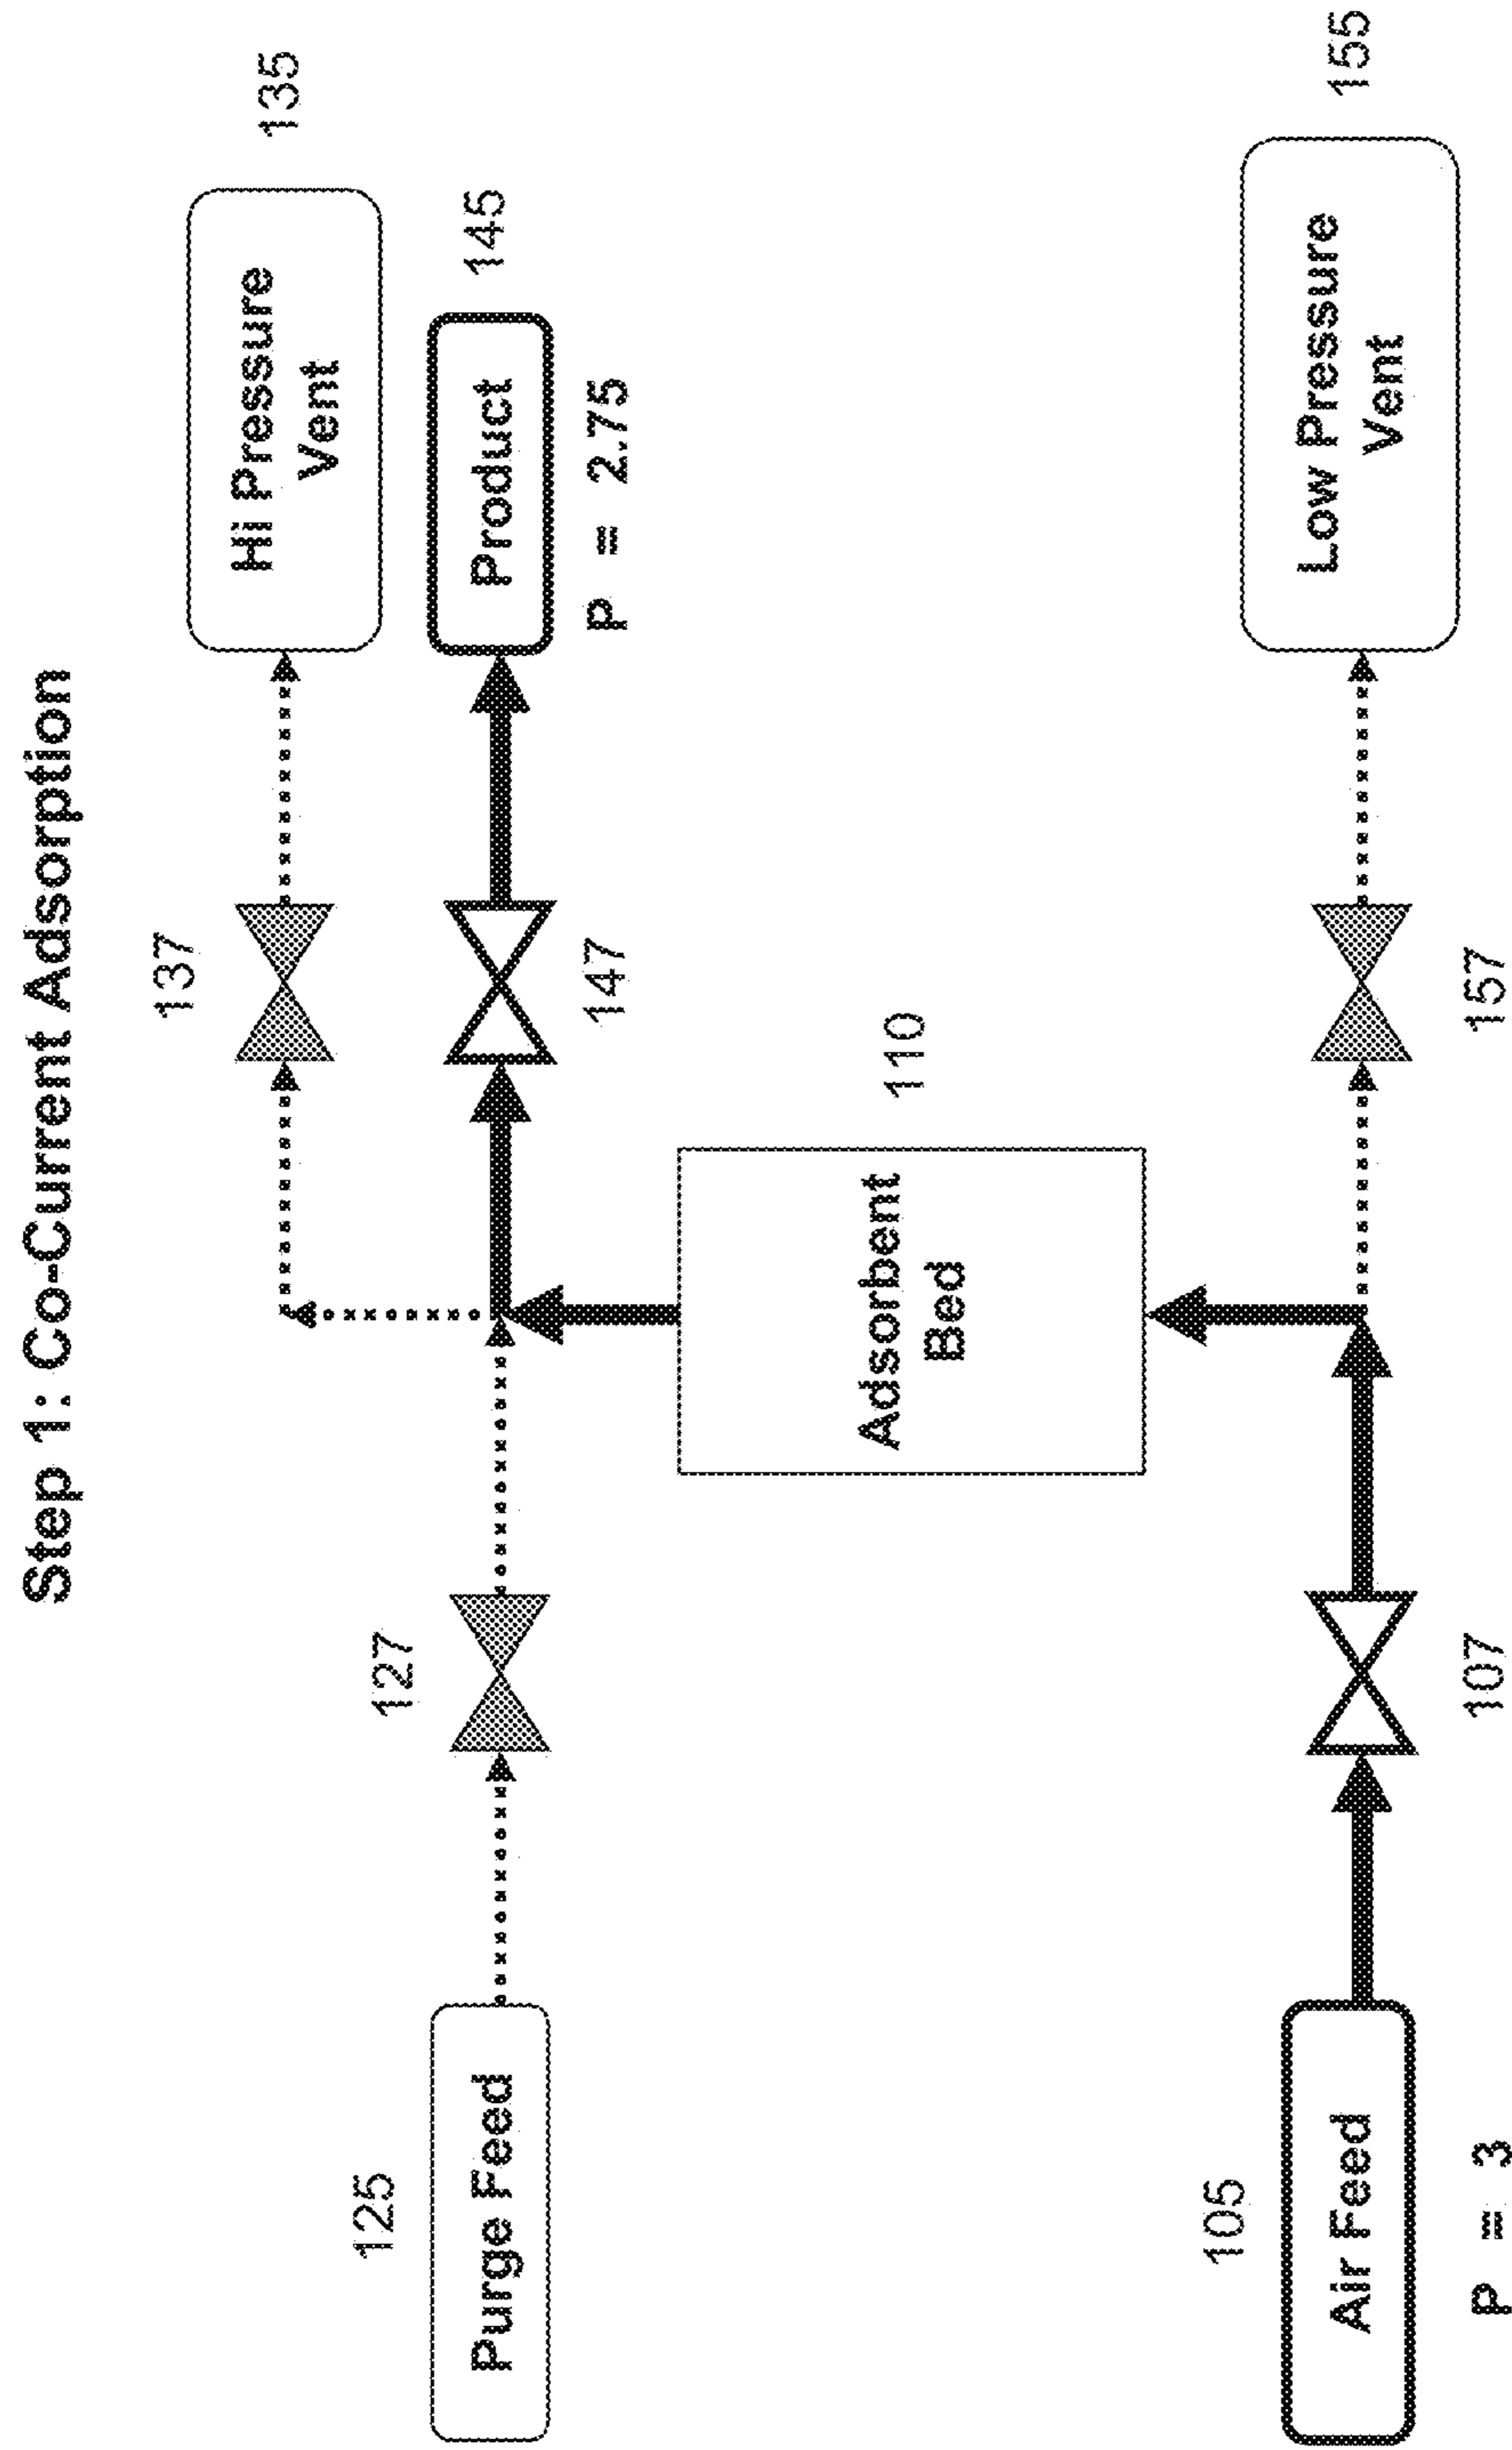 Step 1: Co-Current Adsorption
137
135
Hi Pressure
Vent
125
127
145
Purge Feed
Product
147
P = 2.75
Adsorbent
Bed
110
105
155
Air Feed
Low Pressure
Vent
P = 3
107
157